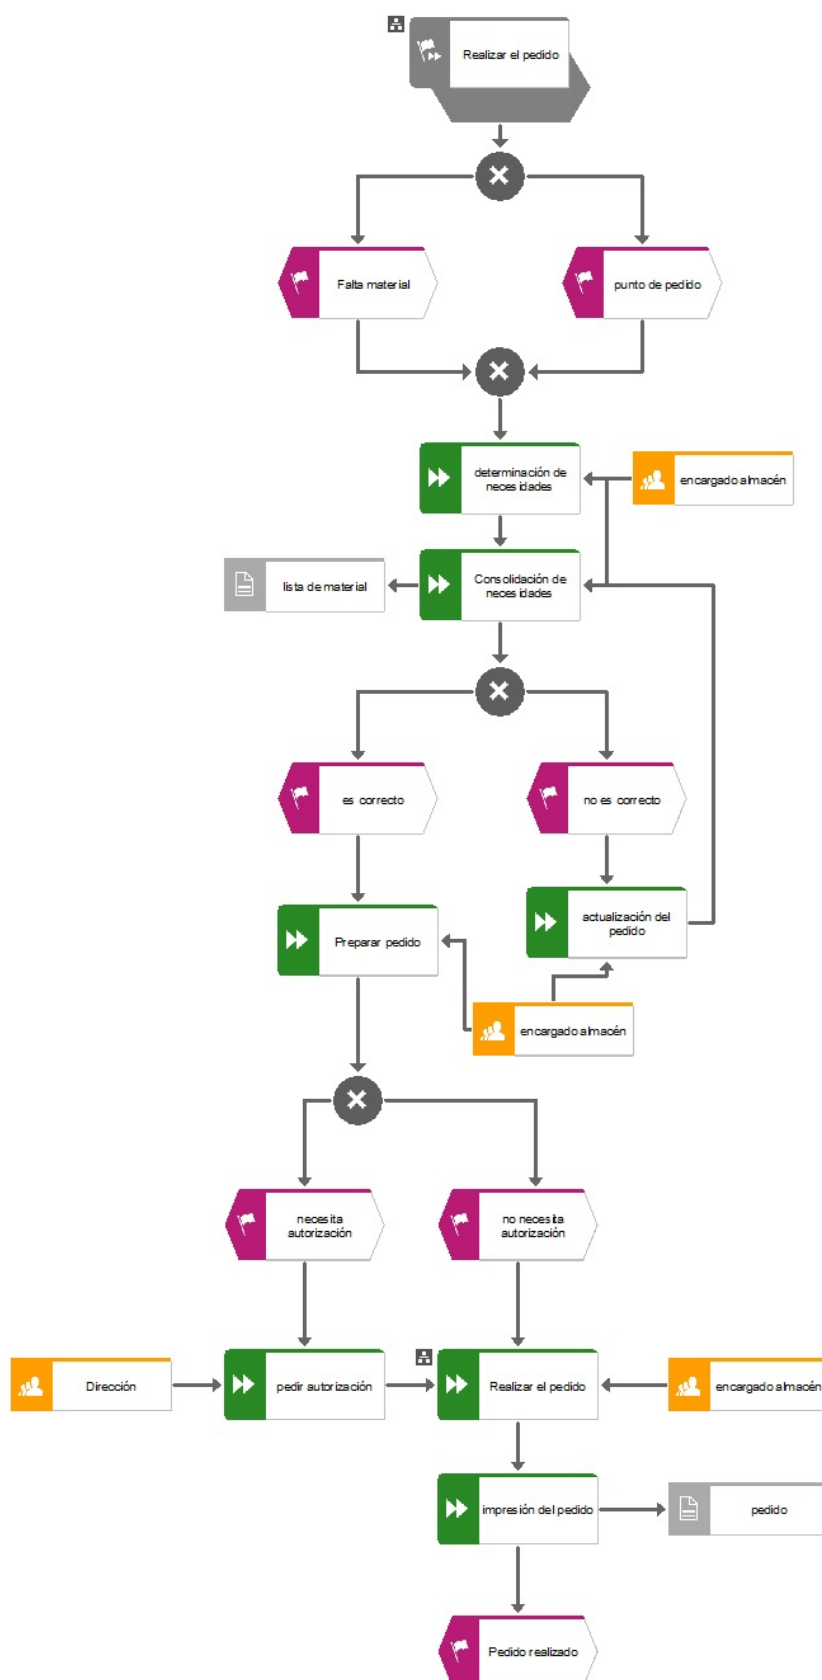 Realizar el pedido
Falta material
punto de pedido
determinación de
necesidades
encargado almacén
Consolidación de
necesidades
lista de material
es correcto
no es correcto
Preparar pedido
actualización del
pedido
encargado almacén
necesita
autorización
no necesita
autorización
Dirección
pedir autorización
Realizar el pedido
encargado almacén
impresión del pedido
pedido
Pedido realizado